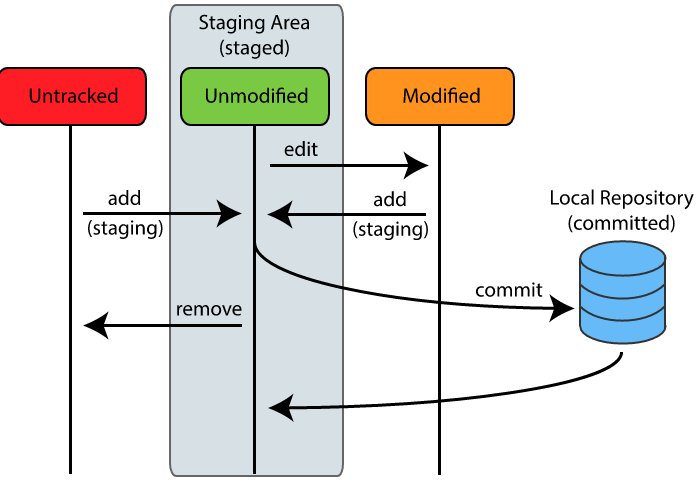 Staging Area
(staged)
Untracked
Unmodified
Modified
edit
add
(staging)
add
(staging)
Local Repository
(committed)
commit
remove